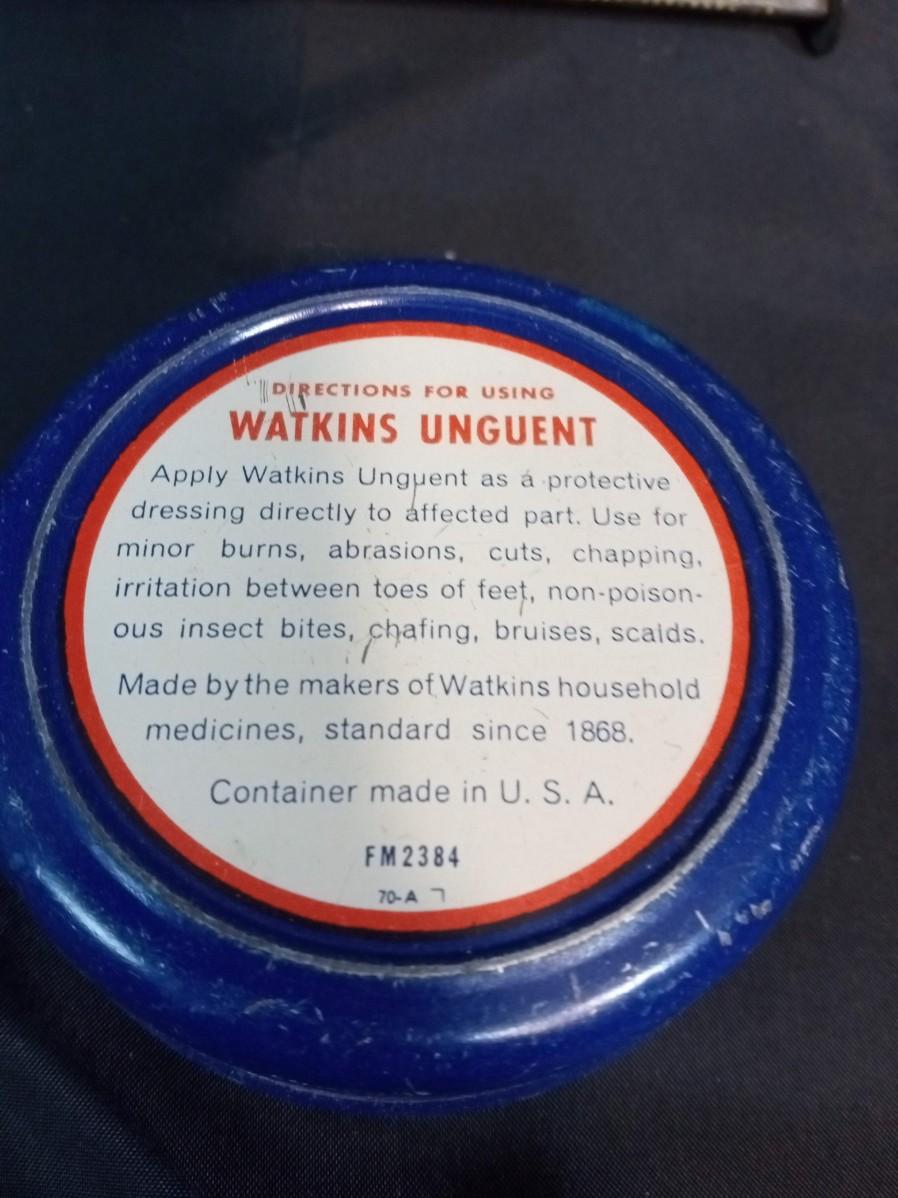 DIRECTIONS FOR USING
WATKINS UNGUENT
Apply Watkins Unguent as a protective
dressing directly to affected part. Use for
minor burns, abrasions, cuts, chapping,
irritation between toes of feet, non-poison-
ous insect bites, chafing, bruises, scalds.
Made by the makers of Watkins household
medicines, standard since 1868.
Container made in U. S. A.
FM2384
70-A 7